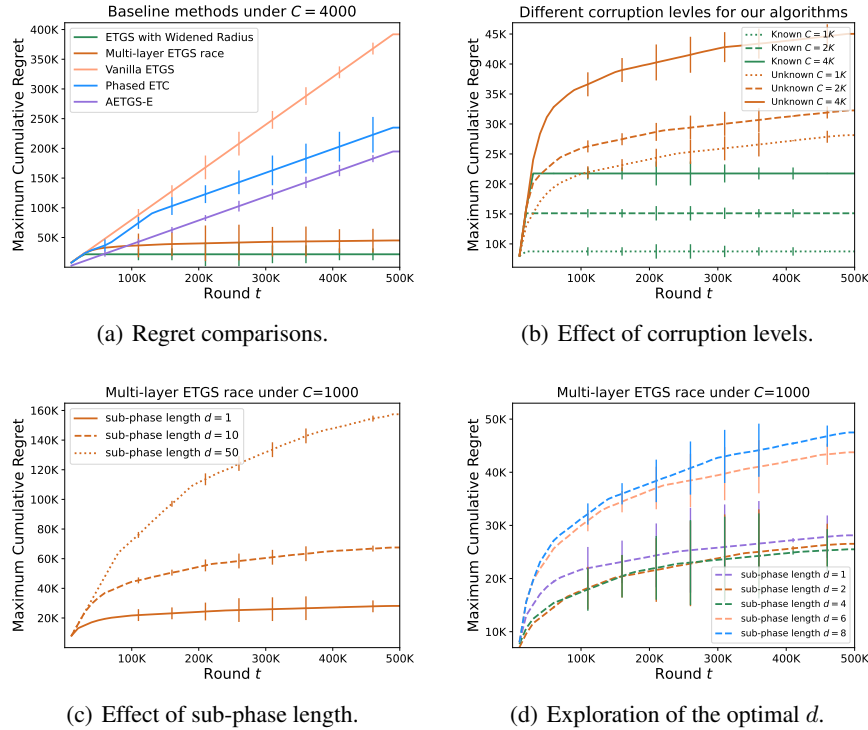 Baseline methods under C = 4000
400K
350K
300K
250K
200K
150K
100K
50K
Maximum Cumulative Regret
ETGS with Widened Radius
Multi-layer ETGS race
Vanilla ETGS
Phased ETC
AETGS-E
100K 200K 300K 400K 500K
Round t
(a) Regret comparisons.
Different corruption levles for our algorithms
45K
40K
35K
30K
25K
20K
15K
10K
Maximum Cumulative Regret
Known C = 1K
Known C = 2K
Known C = 4K
Unknown C = 1K
Unknown C = 2K
Unknown C = 4K
100K 200K 300K 400K 500K
Round t
(b) Effect of corruption levels.
Multi-layer ETGS race under C=1000
160K
140K
120K
100K
80K
60K
40K
20K
Maximum Cumulative Regret
sub-phase length d = 1
sub-phase length d = 10
sub-phase length d = 50
100K 200K 300K 400K 500K
Round t
(c) Effect of sub-phase length.
Multi-layer ETGS race under C=1000
50K
40K
30K
20K
10K
Maximum Cumulative Regret
sub-phase length d = 1
sub-phase length d = 2
sub-phase length d = 4
sub-phase length d = 6
sub-phase length d = 8
100K 200K 300K 400K 500K
Round t
(d) Exploration of the optimal d.